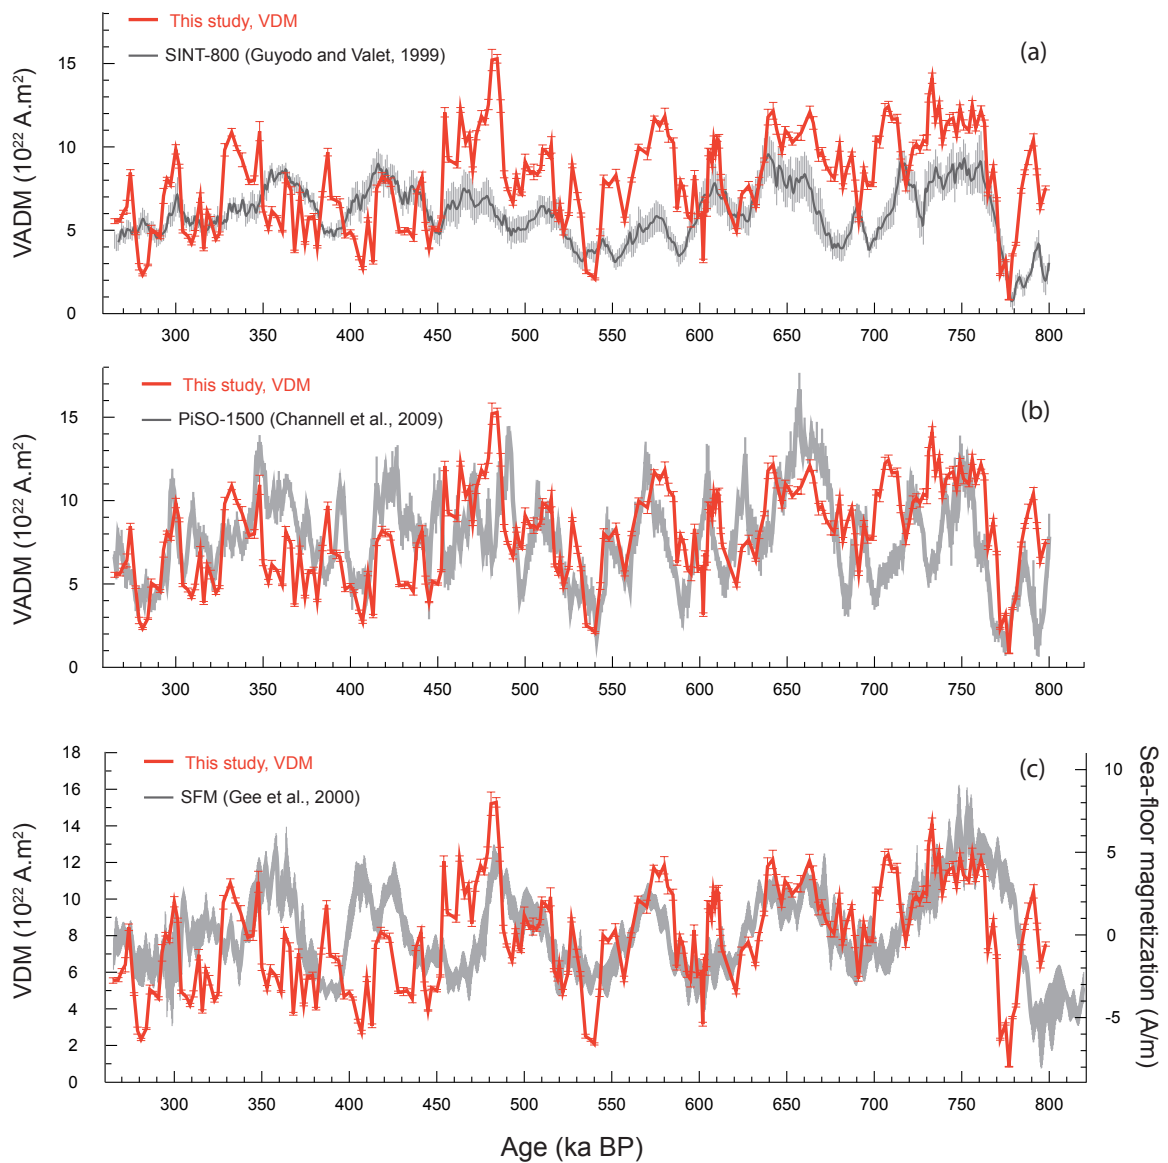 This study, VDM
SINT-800 (Guyodo and Valet, 1999)
(a)
VADM (10²² A.m²)
15
10
5
0
300 350 400 450 500 550 600 650 700 750 800
This study, VDM
PiSO-1500 (Channell et al., 2009)
(b)
VADM (10²² A.m²)
15
10
5
0
300 350 400 450 500 550 600 650 700 750 800
This study, VDM
SFM (Gee et al., 2000)
(c)
VDM (10²² A.m²)
18
16
14
12
10
8
6
4
2
0
10
5
0
-5
Sea-floor magnetization (A/m)
300 350 400 450 500 550 600 650 700 750 800
Age (ka BP)